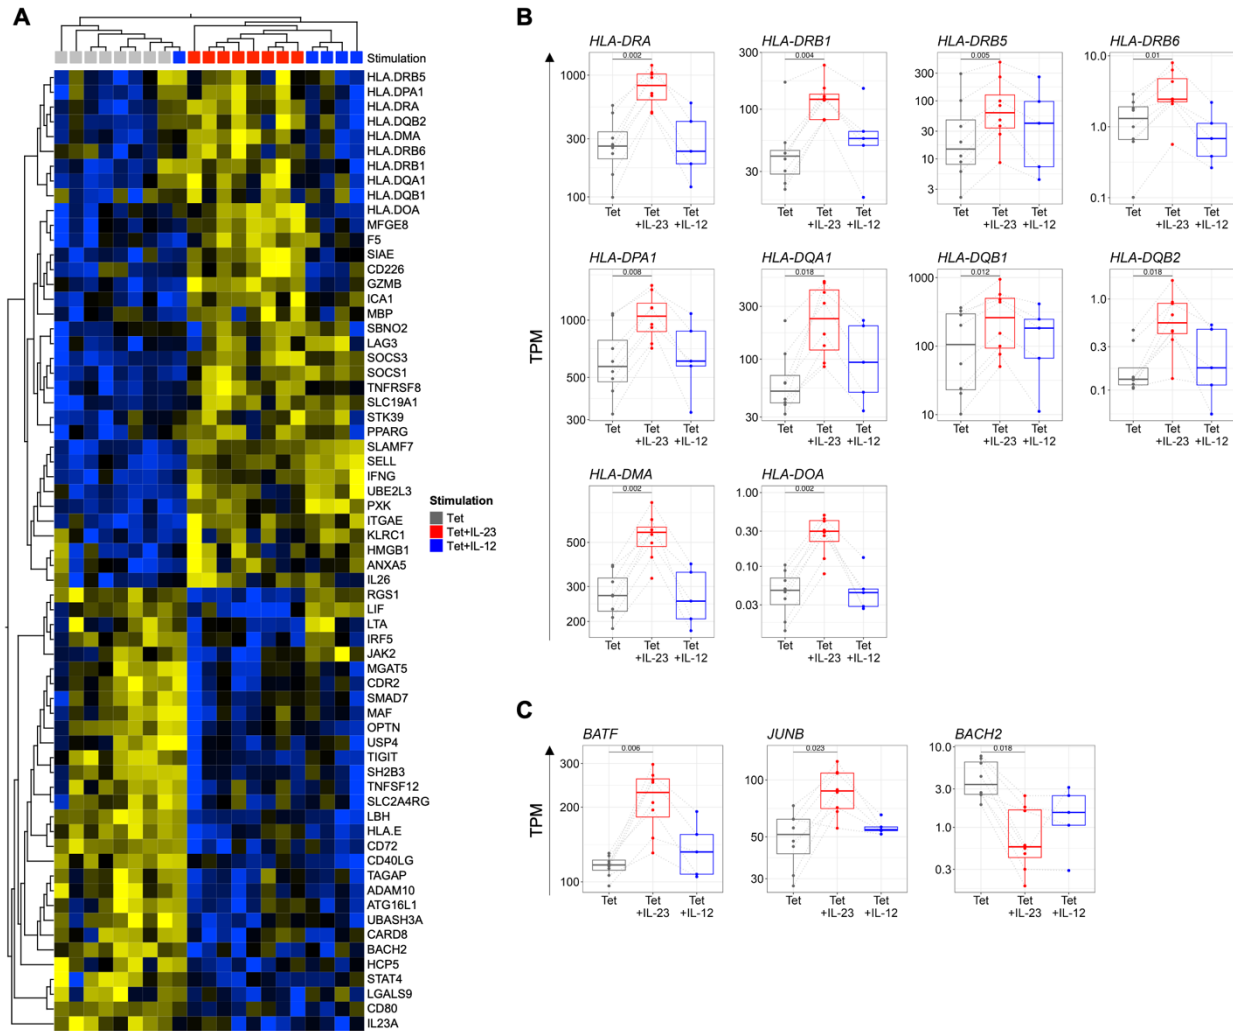 A
Stimulation
HLA.DRB5
HLA.DPA1
HLA.DRA
HLA.DQB2
HLA.DMA
HLA.DRB6
HLA.DRB1
HLA.DQA1
HLA.DQB1
HLA.DOA
MFGE8
F5
SIAE
CD226
GZMB
ICA1
MBP
SBNO2
LAG3
SOCS3
SOCS1
TNFRSF8
SLC19A1
STK39
PPARG
SLAMF7
SELL
IFNG
UBE2L3
PXK
ITGAE
KLRC1
HMGB1
ANXA5
IL26
RGS1
LIF
LTA
IRF5
JAK2
MGAT5
CDR2
SMAD7
MAF
OPTN
USP4
TIGIT
SH2B3
TNFSF12
SLC2A4RG
LBH
HLA.E
CD72
CD40LG
TAGAP
ADAM10
ATG16L1
UBASH3A
CARD8
BACH2
HCP5
STAT4
LGALS9
CD80
IL23A
Stimulation
Tet
Tet+IL-23
Tet+IL-12
B
TPM
HLA-DRA
0.002
1000
300
100
Tet Tet Tet
+IL-23 +IL-12
HLA-DRB1
0.004
300
100
30
Tet Tet Tet
+IL-23 +IL-12
HLA-DRB5
0.005
300
100
30
10
3
Tet Tet Tet
+IL-23 +IL-12
HLA-DRB6
0.01
10.0
1.0
0.1
Tet Tet Tet
+IL-23 +IL-12
HLA-DPA1
0.008
1000
500
300
Tet Tet Tet
+IL-23 +IL-12
HLA-DQA1
0.018
300
100
30
Tet Tet Tet
+IL-23 +IL-12
HLA-DQB1
0.012
1000
100
10
Tet Tet Tet
+IL-23 +IL-12
HLA-DQB2
0.018
1.0
0.3
0.1
Tet Tet Tet
+IL-23 +IL-12
HLA-DMA
0.002
500
300
200
Tet Tet Tet
+IL-23 +IL-12
HLA-DOA
0.002
1.00
0.30
0.10
0.03
Tet Tet Tet
+IL-23 +IL-12
C
TPM
BATF
0.006
300
200
100
Tet Tet Tet
+IL-23 +IL-12
JUNB
0.023
100
50
30
Tet Tet Tet
+IL-23 +IL-12
BACH2
0.018
10.0
3.0
1.0
0.3
Tet Tet Tet
+IL-23 +IL-12